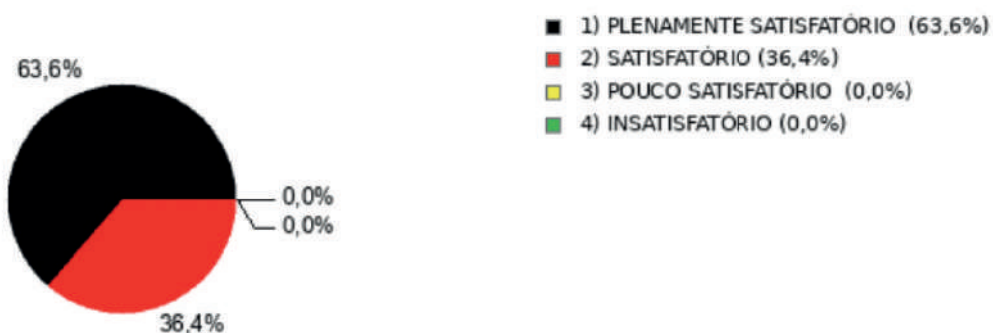 1) PLENAMENTE SATISFATÓRIO (63,6%)
2) SATISFATÓRIO (36,4%)
3) POUCO SATISFATÓRIO (0,0%)
4) INSATISFATÓRIO (0,0%)
63,6%
0,0%
0,0%
36,4%